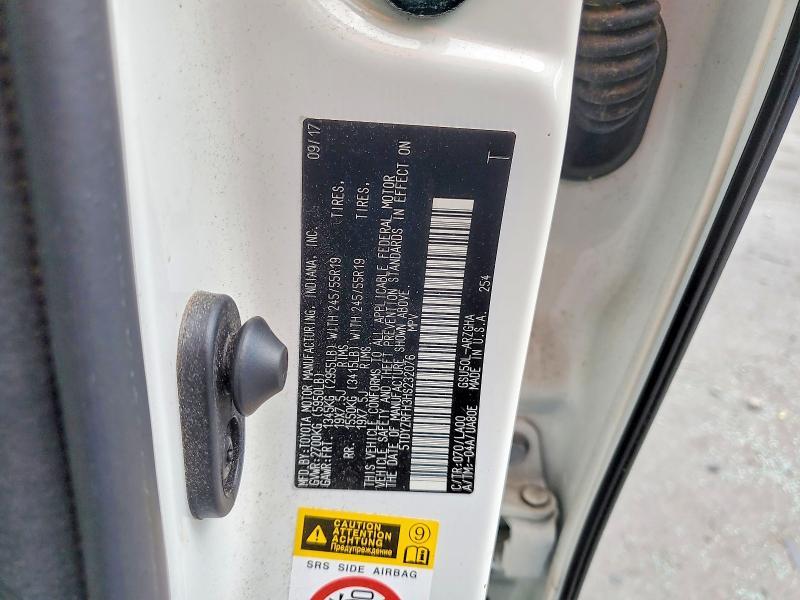 09/17
MFD.BY:TOYOTA MOTOR MANUFACTURING, INDIANA, INC.
GVWR:2700KG (5950LB)
GAWR:FRT. 1345KG (2955LB) WITH 245/55R19 TIRES,
19X7.5J RIMS
RR. 1550KG (3415LB) WITH 245/55R19 TIRES,
19X7.5J RIMS
THIS VEHICLE CONFORMS TO ALL APPLICABLE FEDERAL MOTOR
VEHICLE SAFETY AND THEFT PREVENTION STANDARDS IN EFFECT ON
THE DATE OF MANUFACTURE SHOWN ABOVE.
5TDYZRFH3HS232076 MPV
C/TR:070/LA00 GSU50L-ARZGHA 254
A/TM:-04A/UA80E MADE IN U.S.A.
T
CAUTION
ATTENTION
ACHTUNG
Предупреждение
9
SRS SIDE AIRBAG